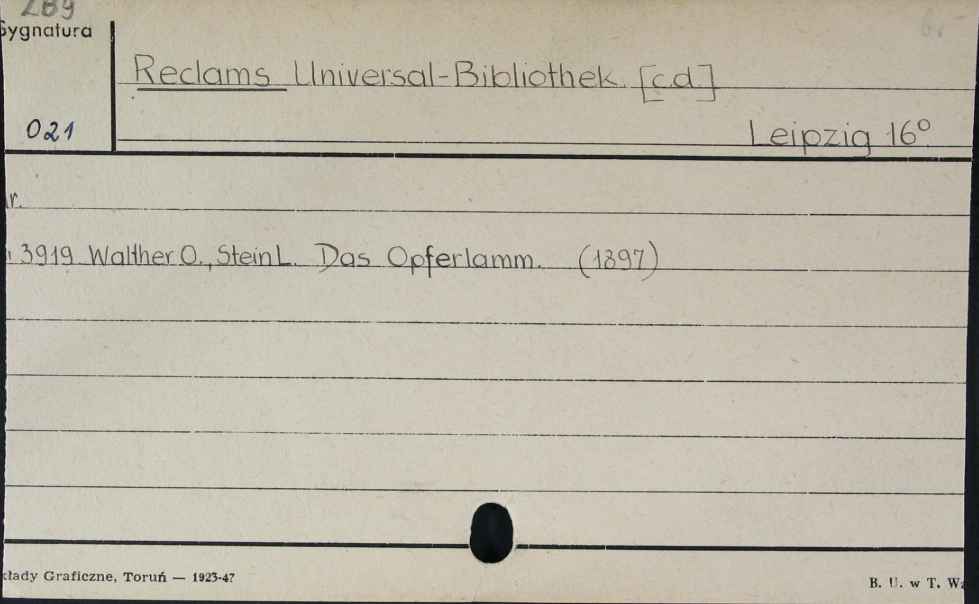 289
Sygnatura
Reclams Universal-Bibliothek. [c.d.]
021
Leipzig 16°
r.
3919 Walther O., Stein L. Das Opferlamm. (1897)
kłady Graficzne, Toruń — 1923-47
B. U. w T. W